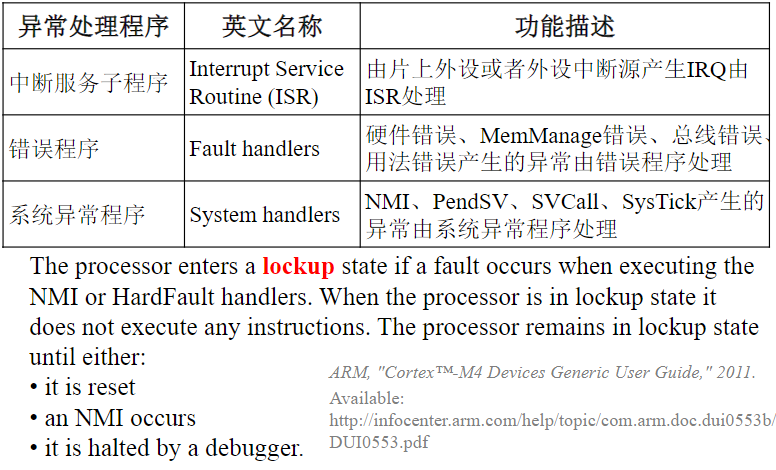 异常处理程序 英文名称 功能描述
中断服务子程序 Interrupt Service Routine (ISR) 由片上外设或者外设中断源产生IRQ由ISR处理
错误程序 Fault handlers 硬件错误、MemManage错误、总线错误、用法错误产生的异常由错误程序处理
系统异常程序 System handlers NMI、PendSV、SVCall、SysTick产生的异常由系统异常程序处理
The processor enters a lockup state if a fault occurs when executing the
NMI or HardFault handlers. When the processor is in lockup state it
does not execute any instructions. The processor remains in lockup state
until either:
• it is reset
• an NMI occurs
• it is halted by a debugger.
ARM, "Cortex™-M4 Devices Generic User Guide," 2011.
Available:
http://infocenter.arm.com/help/topic/com.arm.doc.dui0553b/
DUI0553.pdf